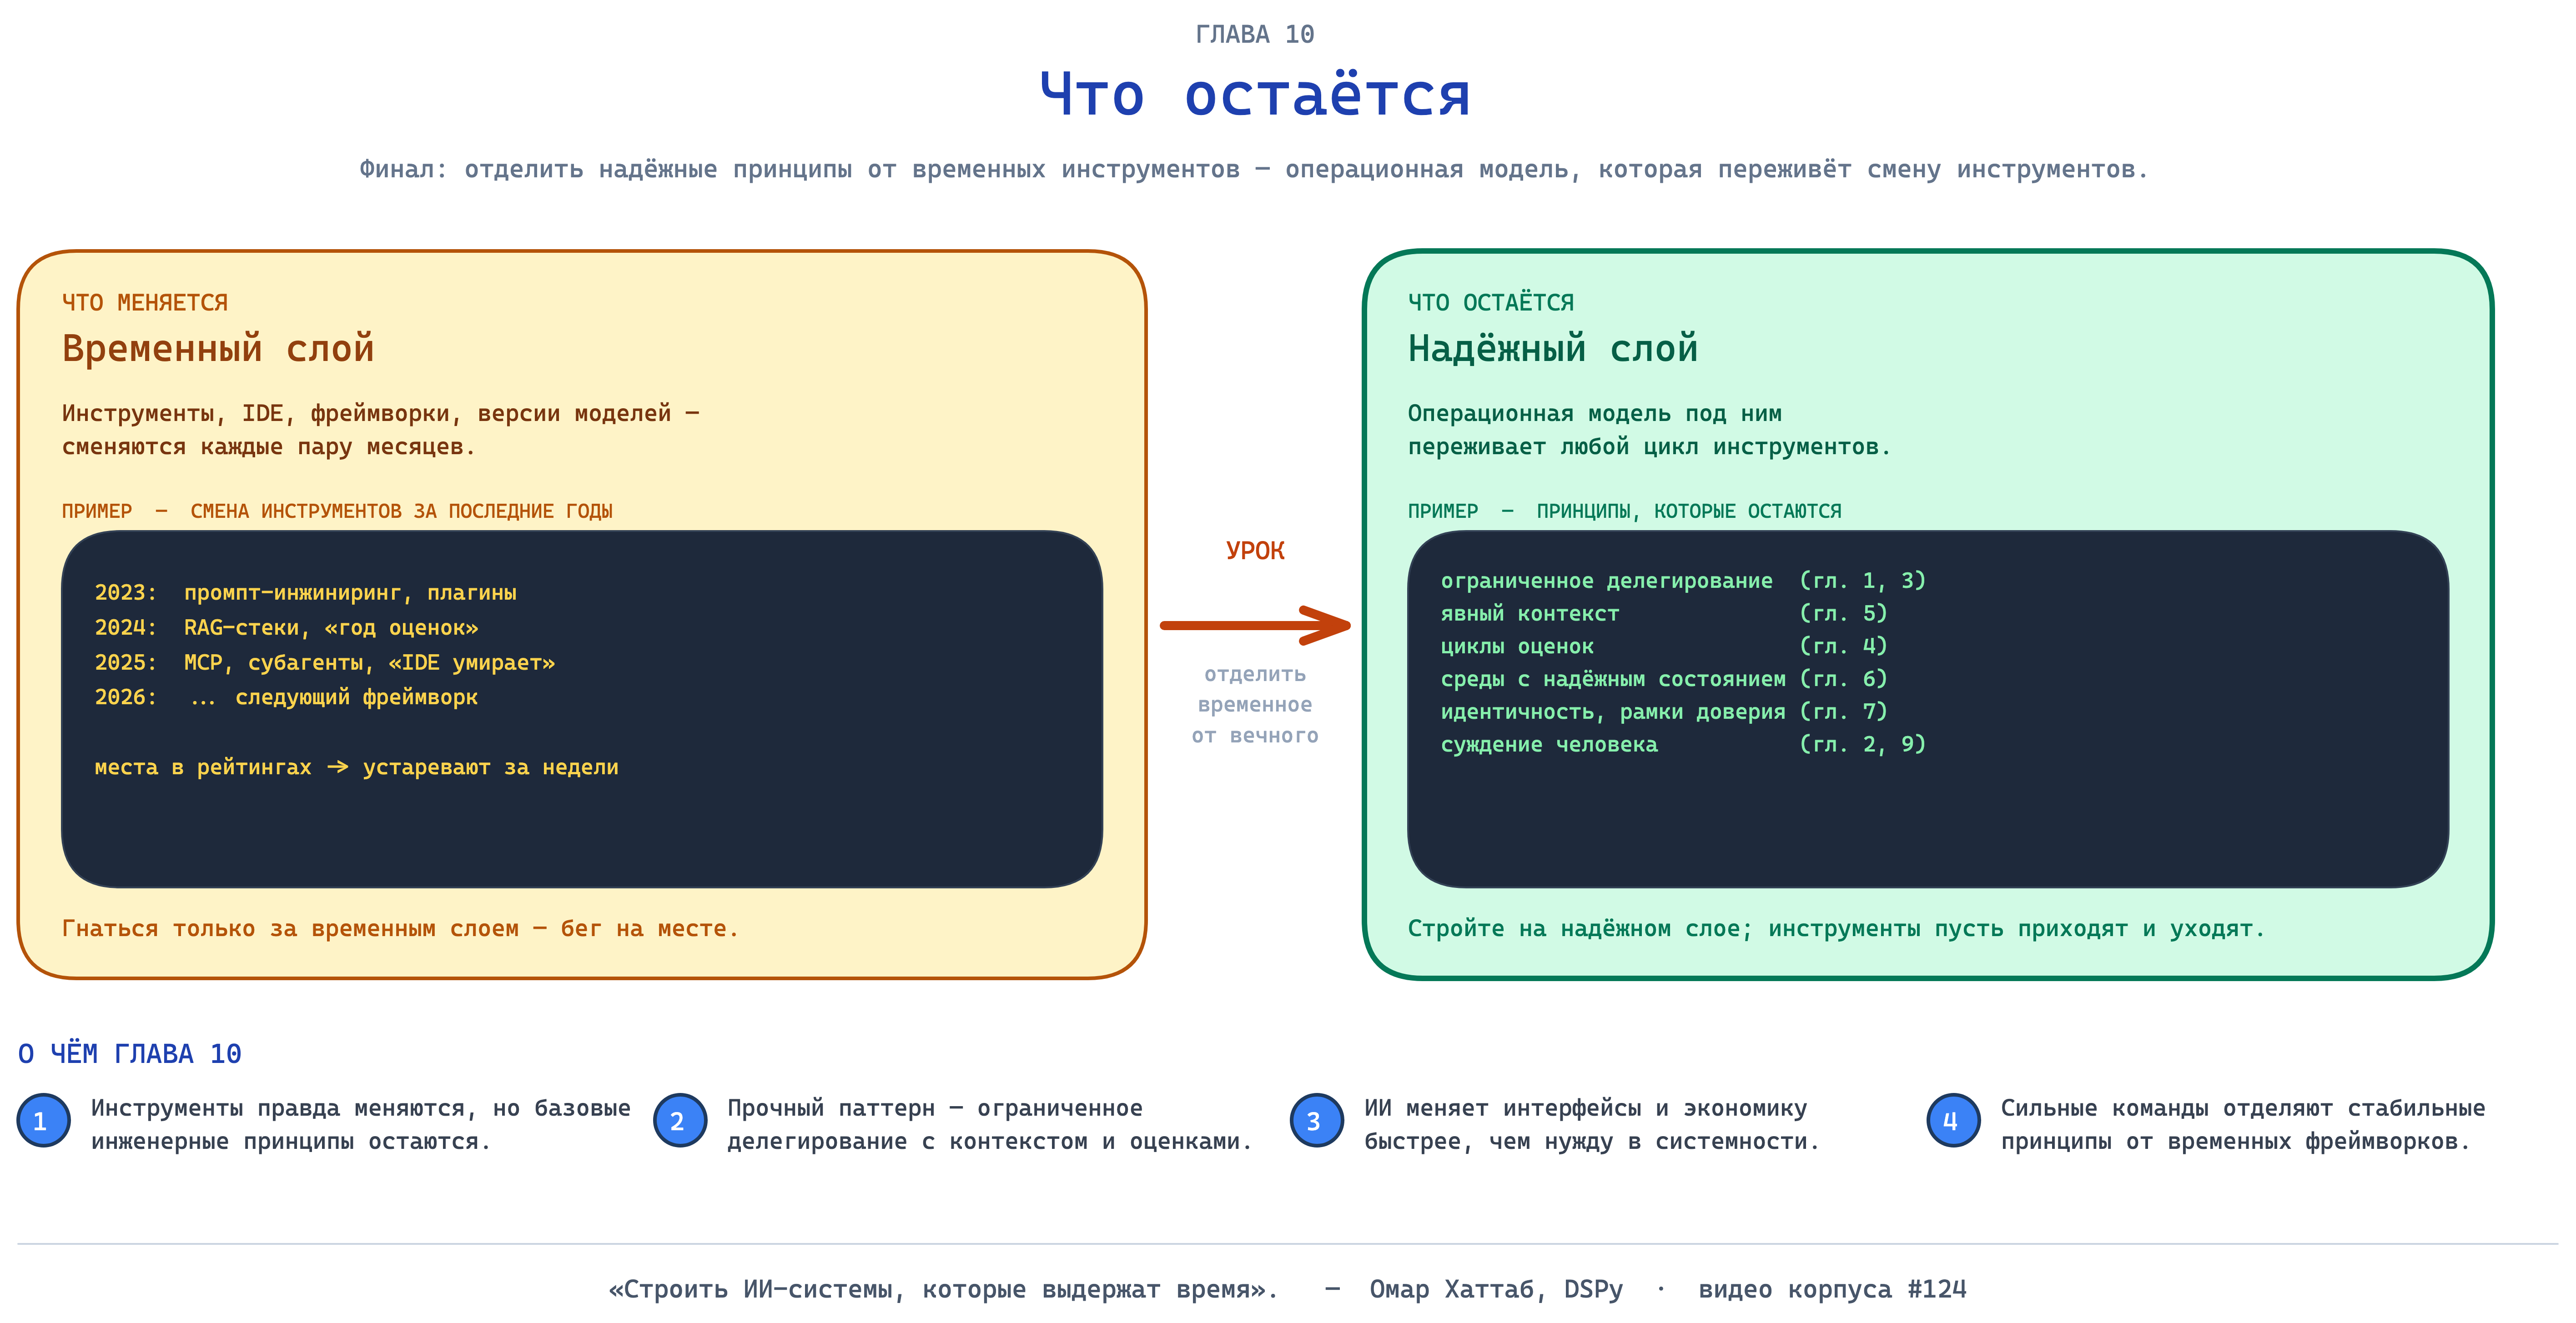 ГЛАВА 10
Что остаётся
Финал: отделить надёжные принципы от временных инструментов — операционная модель, которая переживёт смену инструментов.
ЧТО МЕНЯЕТСЯ
Временный слой
Инструменты, IDE, фреймворки, версии моделей —
сменяются каждые пару месяцев.
ПРИМЕР — СМЕНА ИНСТРУМЕНТОВ ЗА ПОСЛЕДНИЕ ГОДЫ
2023: промпт-инжиниринг, плагины
2024: RAG-стеки, «год оценок»
2025: MCP, субагенты, «IDE умирает»
2026: ... следующий фреймворк
места в рейтингах → устаревают за недели
Гнаться только за временным слоем — бег на месте.
УРОК
отделить
временное
от вечного
ЧТО ОСТАЁТСЯ
Надёжный слой
Операционная модель под ним
переживает любой цикл инструментов.
ПРИМЕР — ПРИНЦИПЫ, КОТОРЫЕ ОСТАЮТСЯ
ограниченное делегирование (гл. 1, 3)
явный контекст (гл. 5)
циклы оценок (гл. 4)
среды с надёжным состоянием (гл. 6)
идентичность, рамки доверия (гл. 7)
суждение человека (гл. 2, 9)
Стройте на надёжном слое; инструменты пусть приходят и уходят.
О ЧЁМ ГЛАВА 10
1 Инструменты правда меняются, но базовые
инженерные принципы остаются.
2 Прочный паттерн — ограниченное
делегирование с контекстом и оценками.
3 ИИ меняет интерфейсы и экономику
быстрее, чем нужду в системности.
4 Сильные команды отделяют стабильные
принципы от временных фреймворков.
«Строить ИИ-системы, которые выдержат время». — Омар Хаттаб, DSPy · видео корпуса #124